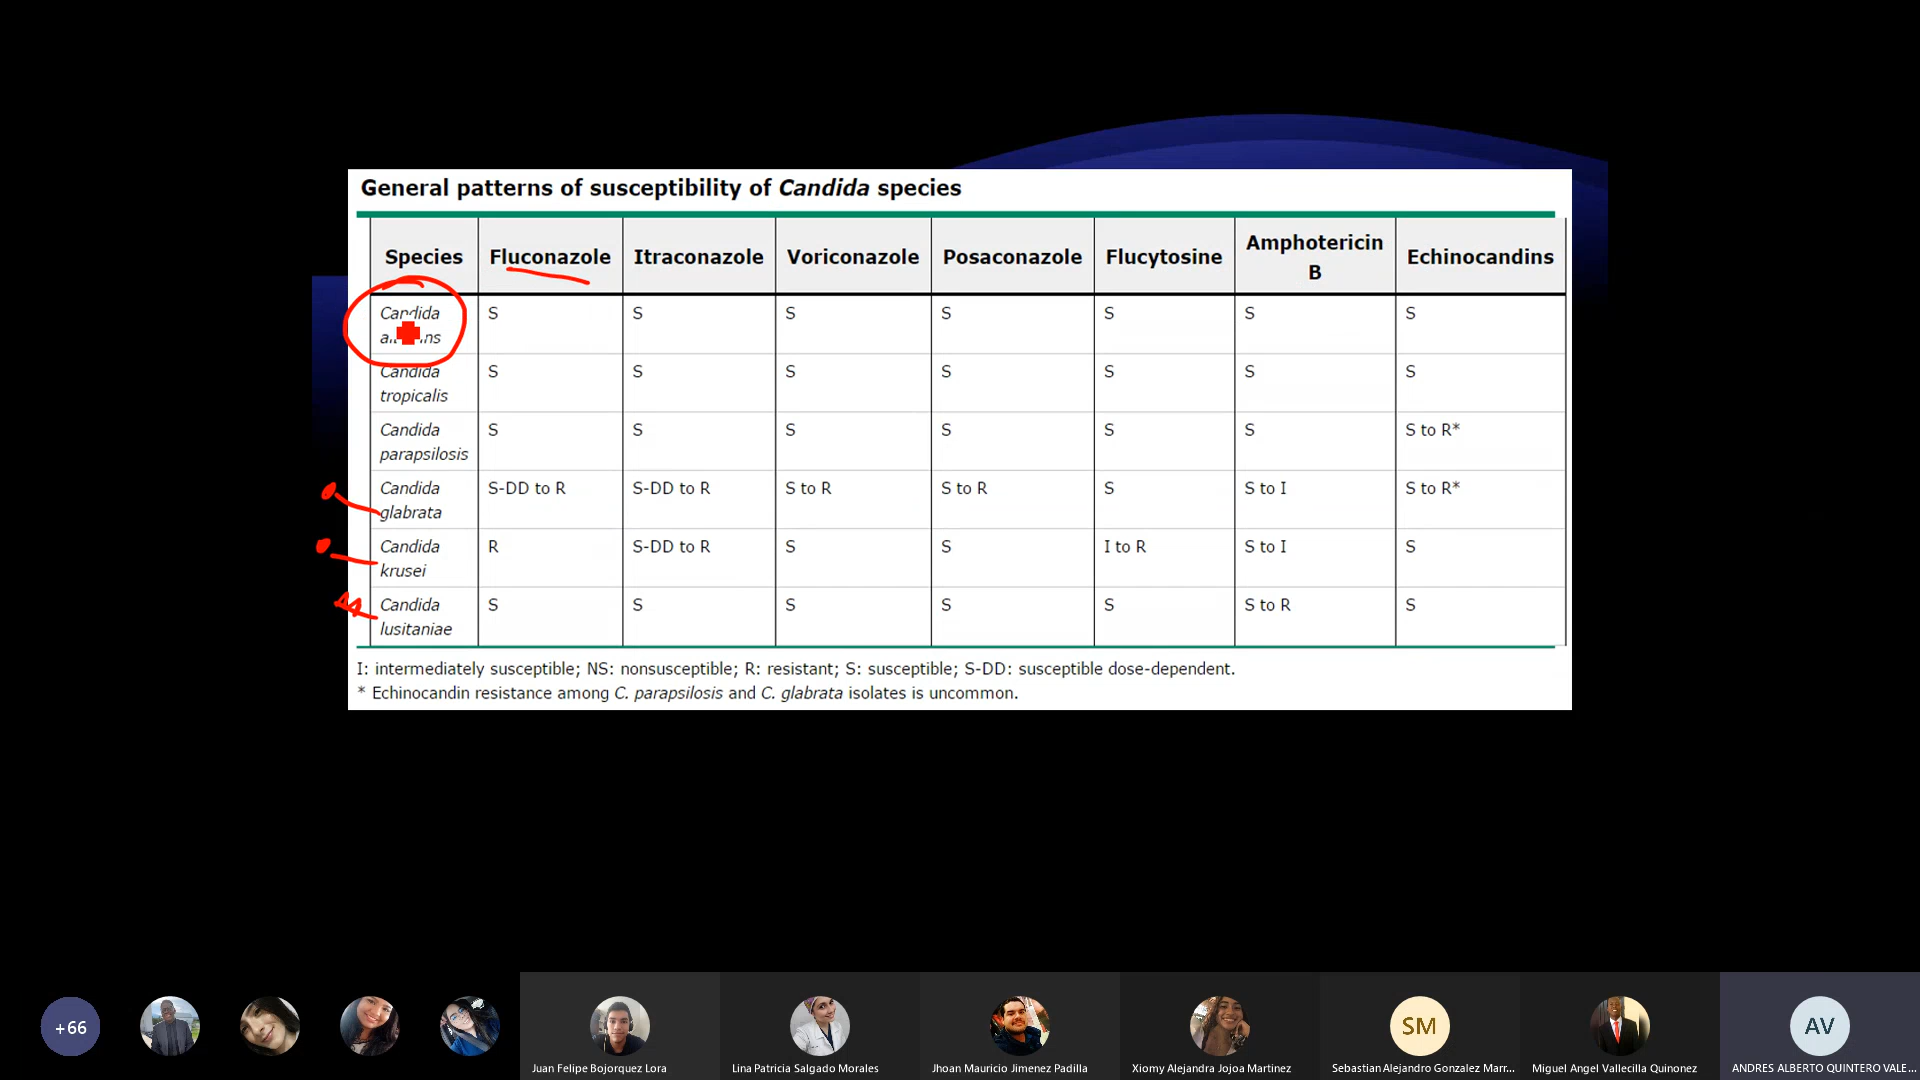 General patterns of susceptibility of Candida species
Species Fluconazole Itraconazole Voriconazole Posaconazole Flucytosine Amphotericin B Echinocandins
Candida S S S S S S S
Candida tropicalis S S S S S S S
Candida parapsilosis S S S S S S S to R*
Candida glabrata S-DD to R S-DD to R S to R S to R S S to I S to R*
Candida krusei R S-DD to R S S I to R S to I S
Candida lusitaniae S S S S S S to R S
I: intermediately susceptible; NS: nonsusceptible; R: resistant; S: susceptible; S-DD: susceptible dose-dependent.
* Echinocandin resistance among C. parapsilosis and C. glabrata isolates is uncommon.
+66
SM
AV
Juan Felipe Bojorquez Lora
Lina Patricia Salgado Morales
Jhoan Mauricio Jimenez Padilla
Xiomy Alejandra Jojoa Martinez
Sebastian Alejandro Gonzalez Marr...
Miguel Angel Vallecilla Quinonez
ANDRES ALBERTO QUINTERO VALE...